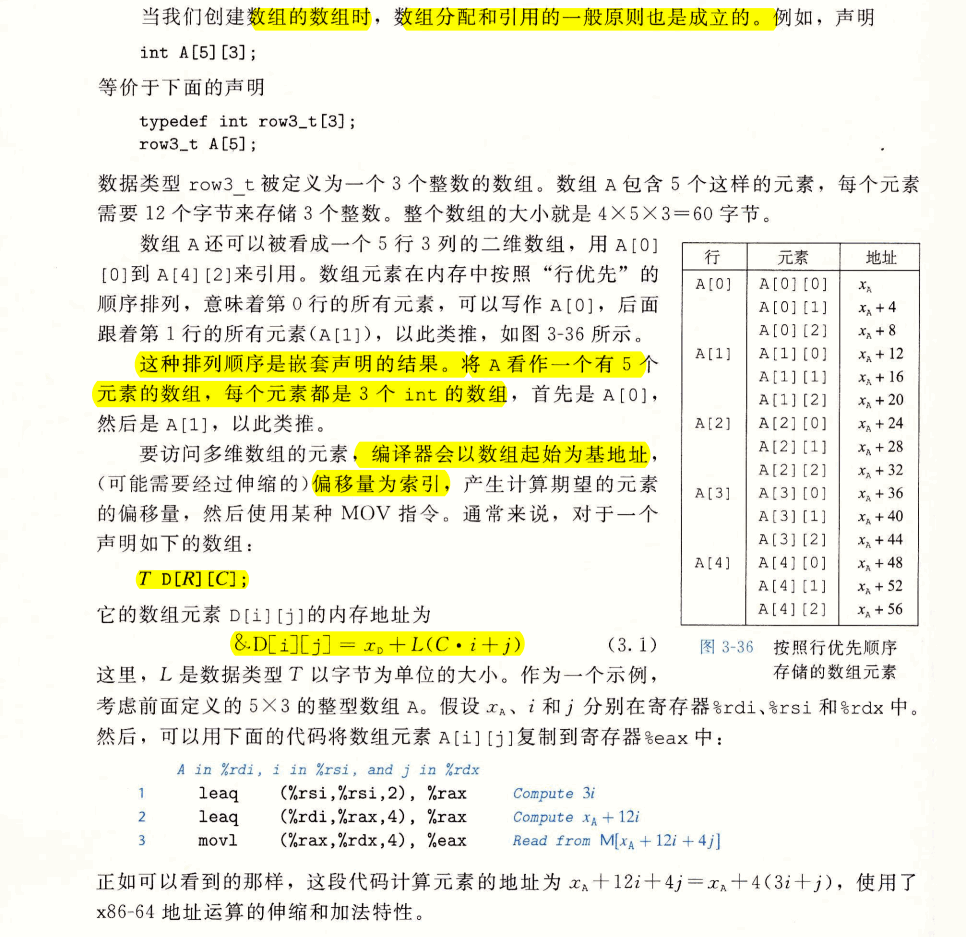 当我们创建数组的数组时，数组分配和引用的一般原则也是成立的。例如，声明
int A[5][3];
等价于下面的声明
typedef int row3_t[3];
row3_t A[5];
数据类型 row3_t 被定义为一个 3 个整数的数组。数组 A 包含 5 个这样的元素，每个元素
需要 12 个字节来存储 3 个整数。整个数组的大小就是 4×5×3=60 字节。
数组 A 还可以被看成一个 5 行 3 列的二维数组，用 A[0]
[0]到 A[4][2]来引用。数组元素在内存中按照“行优先”的
顺序排列，意味着第 0 行的所有元素，可以写作 A[0]，后面
跟着第 1 行的所有元素(A[1])，以此类推，如图 3-36 所示。
这种排列顺序是嵌套声明的结果。将 A 看作一个有 5 个
元素的数组，每个元素都是 3 个 int 的数组，首先是 A[0]，
然后是 A[1]，以此类推。
要访问多维数组的元素，编译器会以数组起始为基地址，
(可能需要经过伸缩的)偏移量为索引，产生计算期望的元素
的偏移量，然后使用某种 MOV 指令。通常来说，对于一个
声明如下的数组：
T D[R][C];
它的数组元素 D[i][j]的内存地址为
&D[i][j] = x_D + L(C·i+j) (3.1)
这里，L 是数据类型 T 以字节为单位的大小。作为一个示例，
行 元素 地址
A[0] A[0][0] x_A
A[0][1] x_A+4
A[0][2] x_A+8
A[1] A[1][0] x_A+12
A[1][1] x_A+16
A[1][2] x_A+20
A[2] A[2][0] x_A+24
A[2][1] x_A+28
A[2][2] x_A+32
A[3] A[3][0] x_A+36
A[3][1] x_A+40
A[3][2] x_A+44
A[4] A[4][0] x_A+48
A[4][1] x_A+52
A[4][2] x_A+56
图 3-36 按照行优先顺序
存储的数组元素
考虑前面定义的 5×3 的整型数组 A。假设 x_A、i 和 j 分别在寄存器%rdi、%rsi 和%rdx 中。
然后，可以用下面的代码将数组元素 A[i][j]复制到寄存器%eax 中：
A in %rdi, i in %rsi, and j in %rdx
1 leaq (%rsi,%rsi,2), %rax Compute 3i
2 leaq (%rdi,%rax,4), %rax Compute x_A+12i
3 movl (%rax,%rdx,4), %eax Read from M[x_A+12i+4j]
正如可以看到的那样，这段代码计算元素的地址为 x_A+12i+4j=x_A+4(3i+j)，使用了
x86-64 地址运算的伸缩和加法特性。